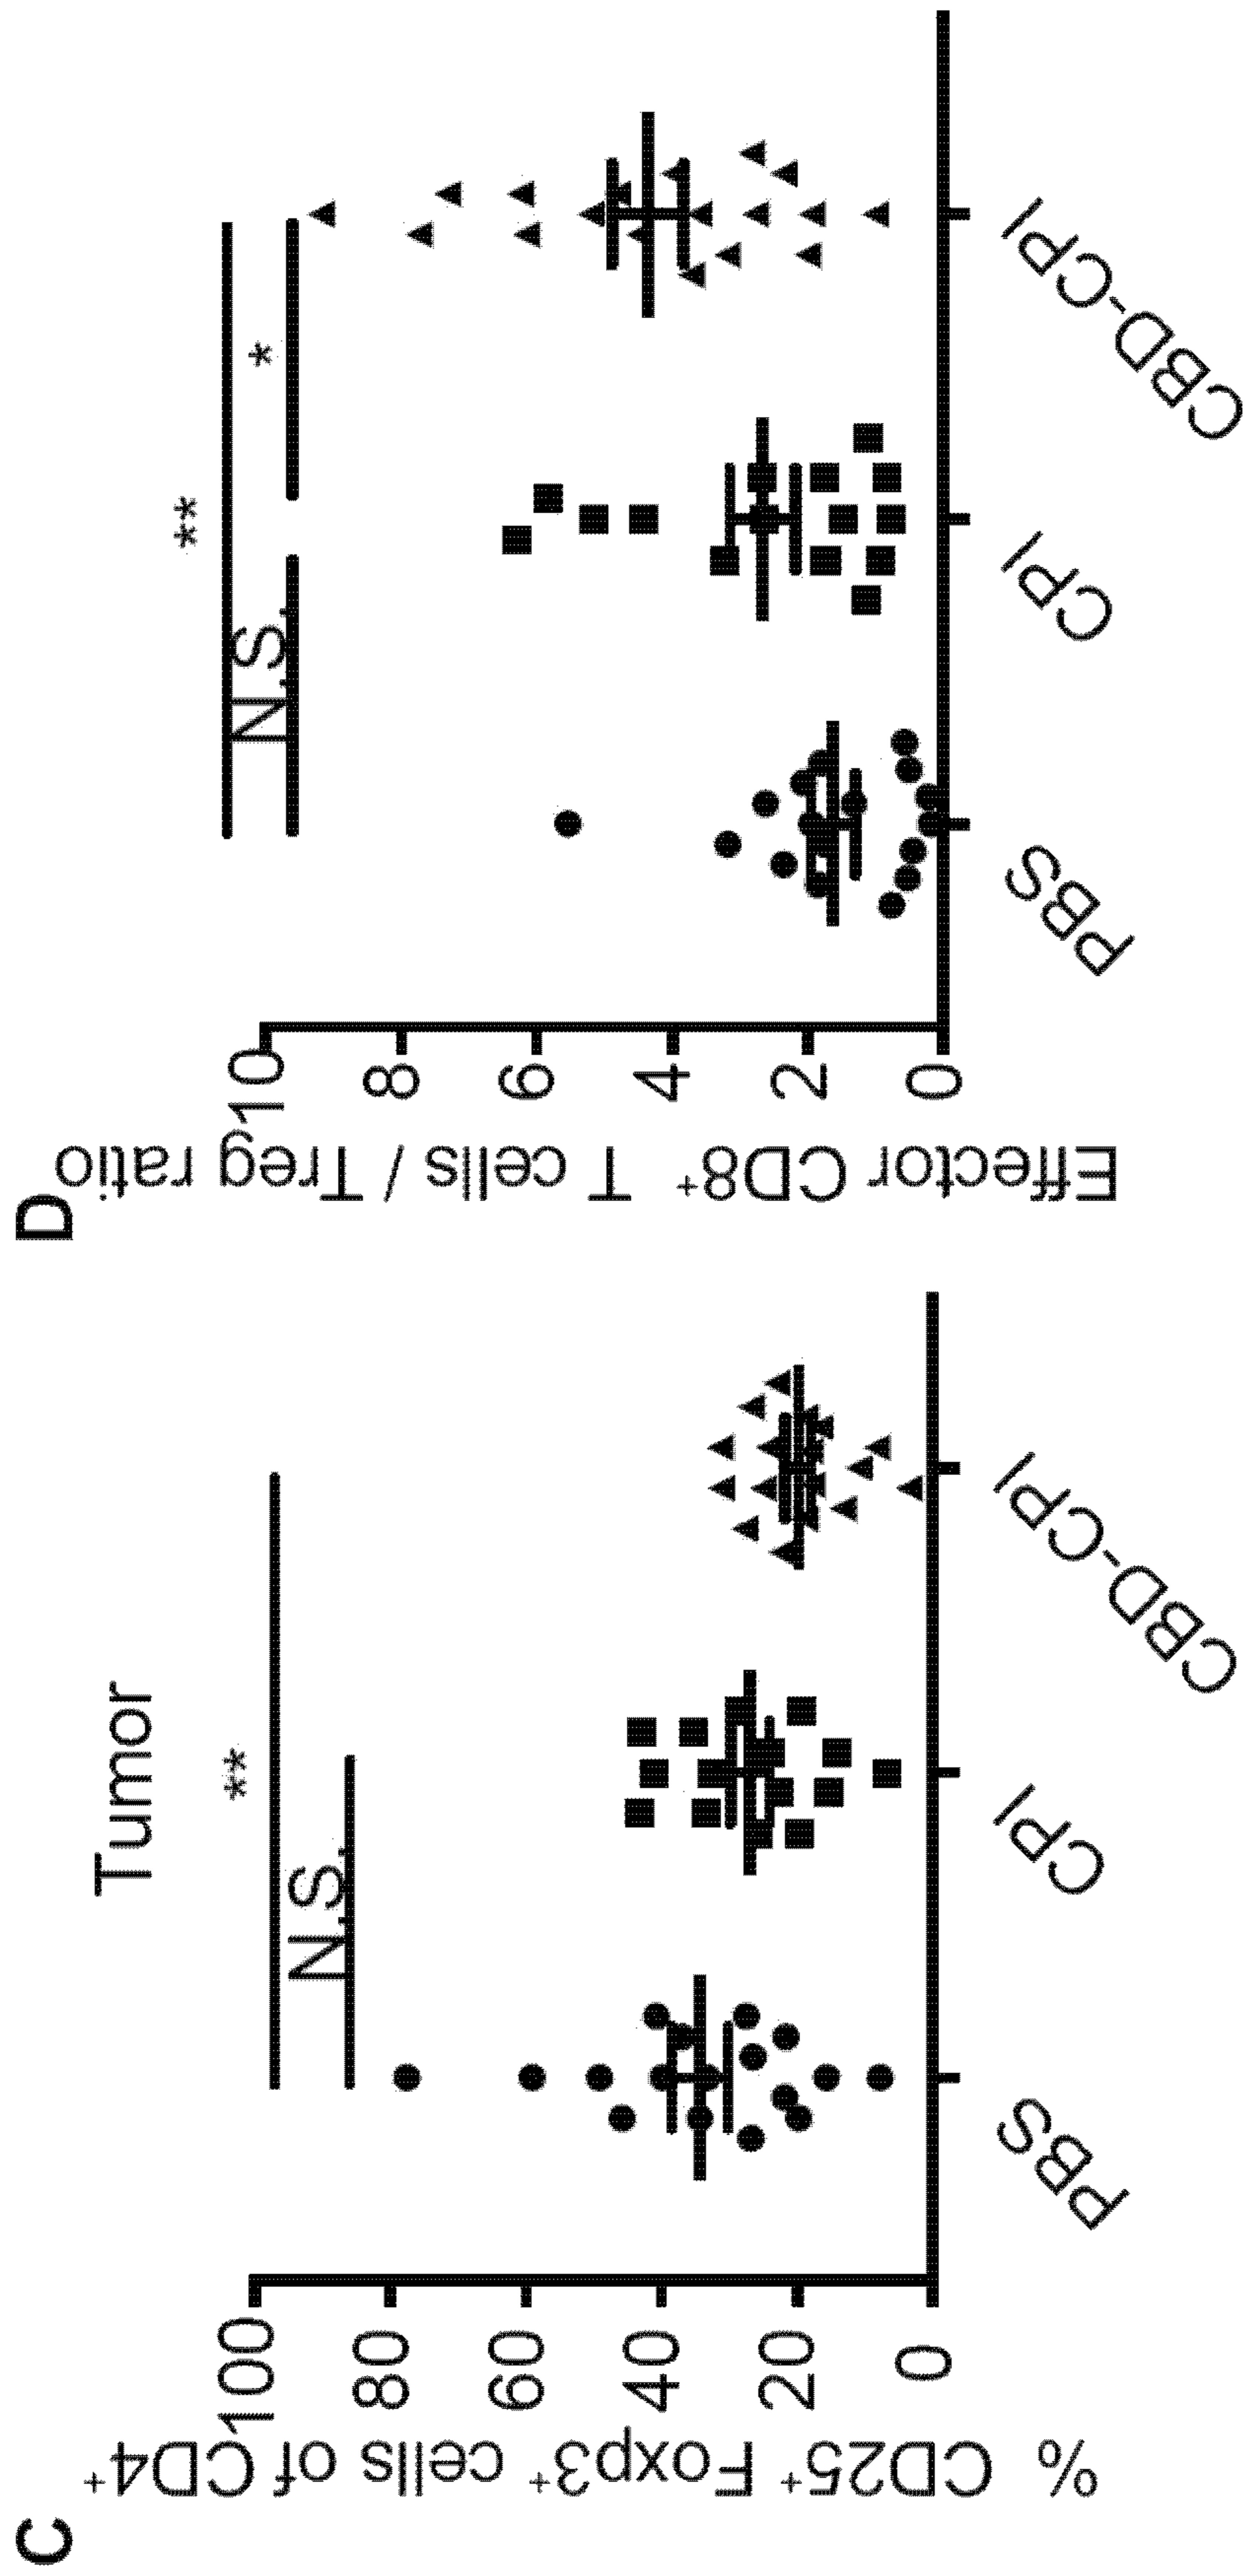 C
Tumor
% CD25⁺ Foxp3⁺ cells of CD4⁺
100
80
60
40
20
0
**
N.S.
PBS
CPI
CBD-CPI
D
Effector CD8⁺ T cells / Treg ratio
10
8
6
4
2
0
**
N.S.
*
PBS
CPI
CBD-CPI